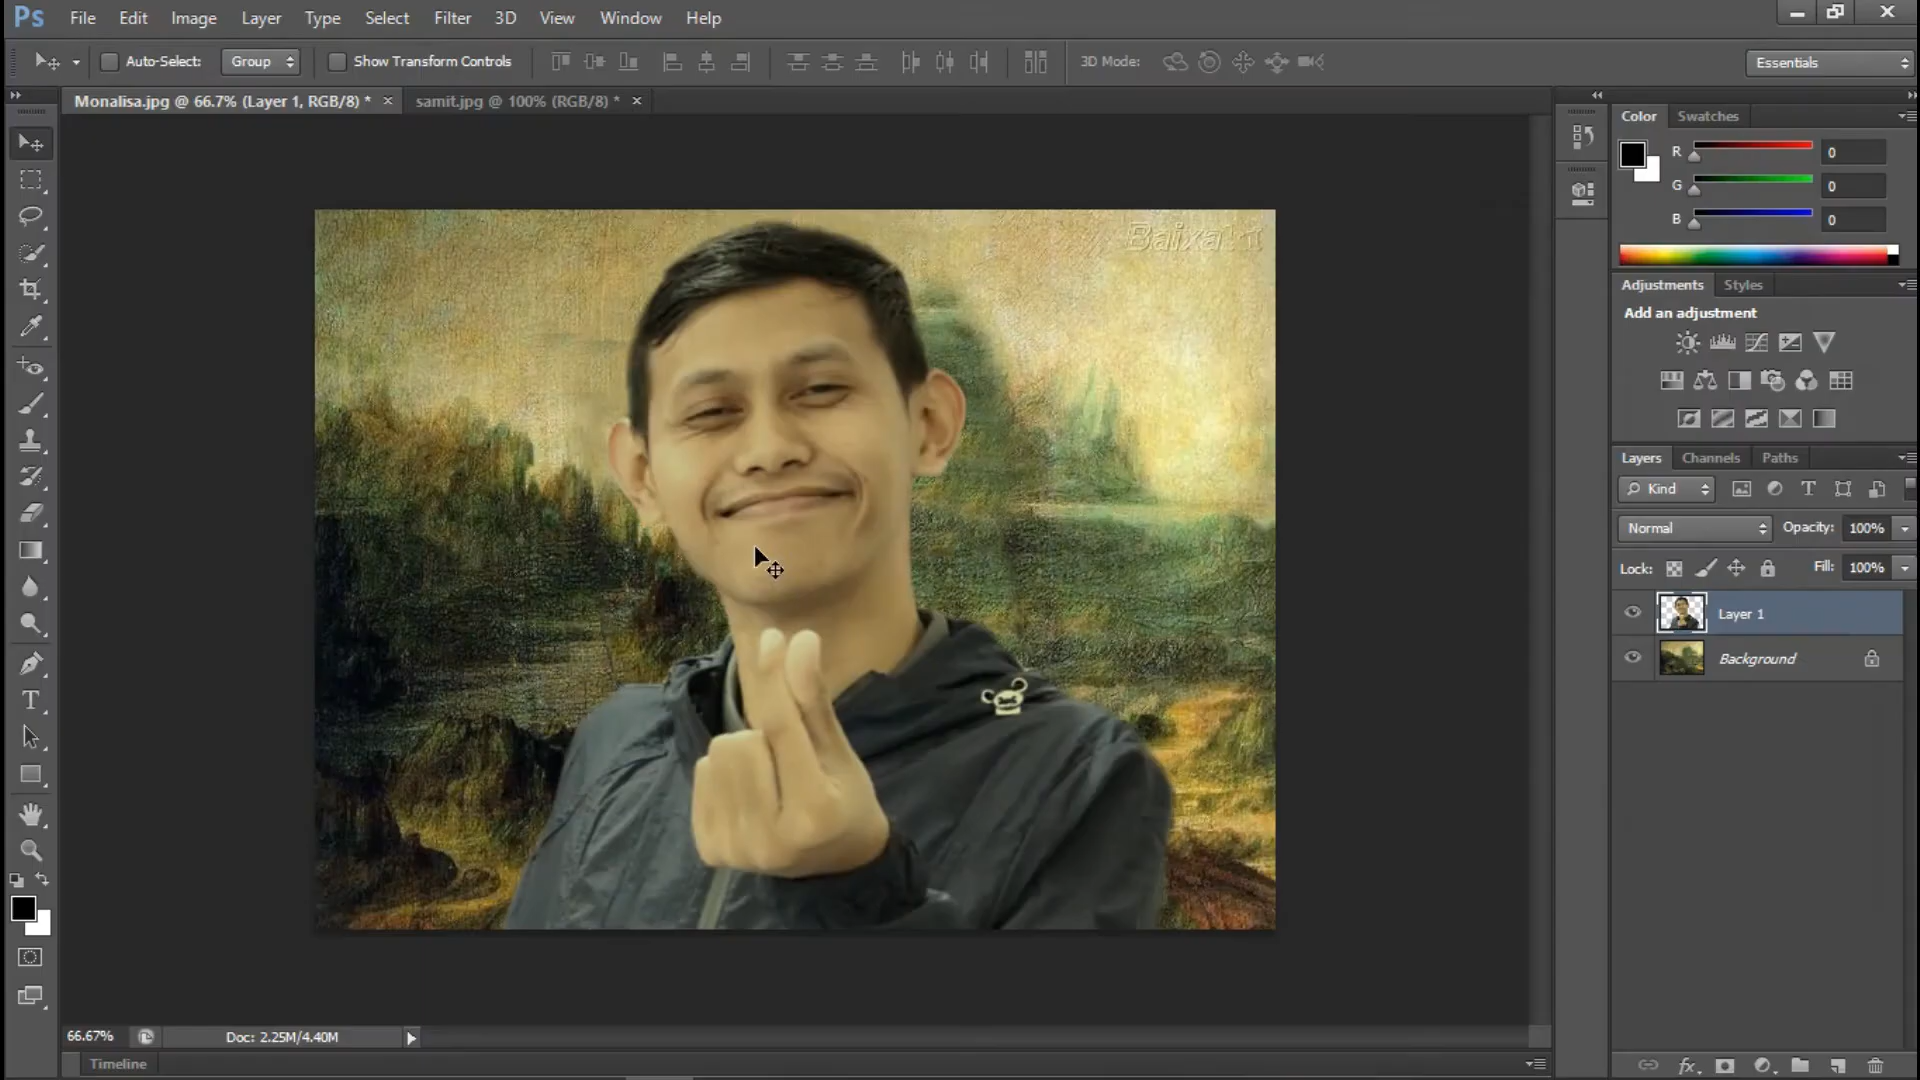 Ps File Edit Image Layer Type Select Filter 3D View Window Help
Auto-Select: Group Show Transform Controls 3D Mode: Essentials
Monalisa.jpg @ 66.7% (Layer 1, RGB/8) * × samit.jpg @ 100% (RGB/8) * ×
Color Swatches
R 0
G 0
B 0
Adjustments Styles
Add an adjustment
Layers Channels Paths
Kind
Normal Opacity: 100%
Lock: Fill: 100%
Layer 1
Background
66.67% Doc: 2.25M/4.40M
Timeline